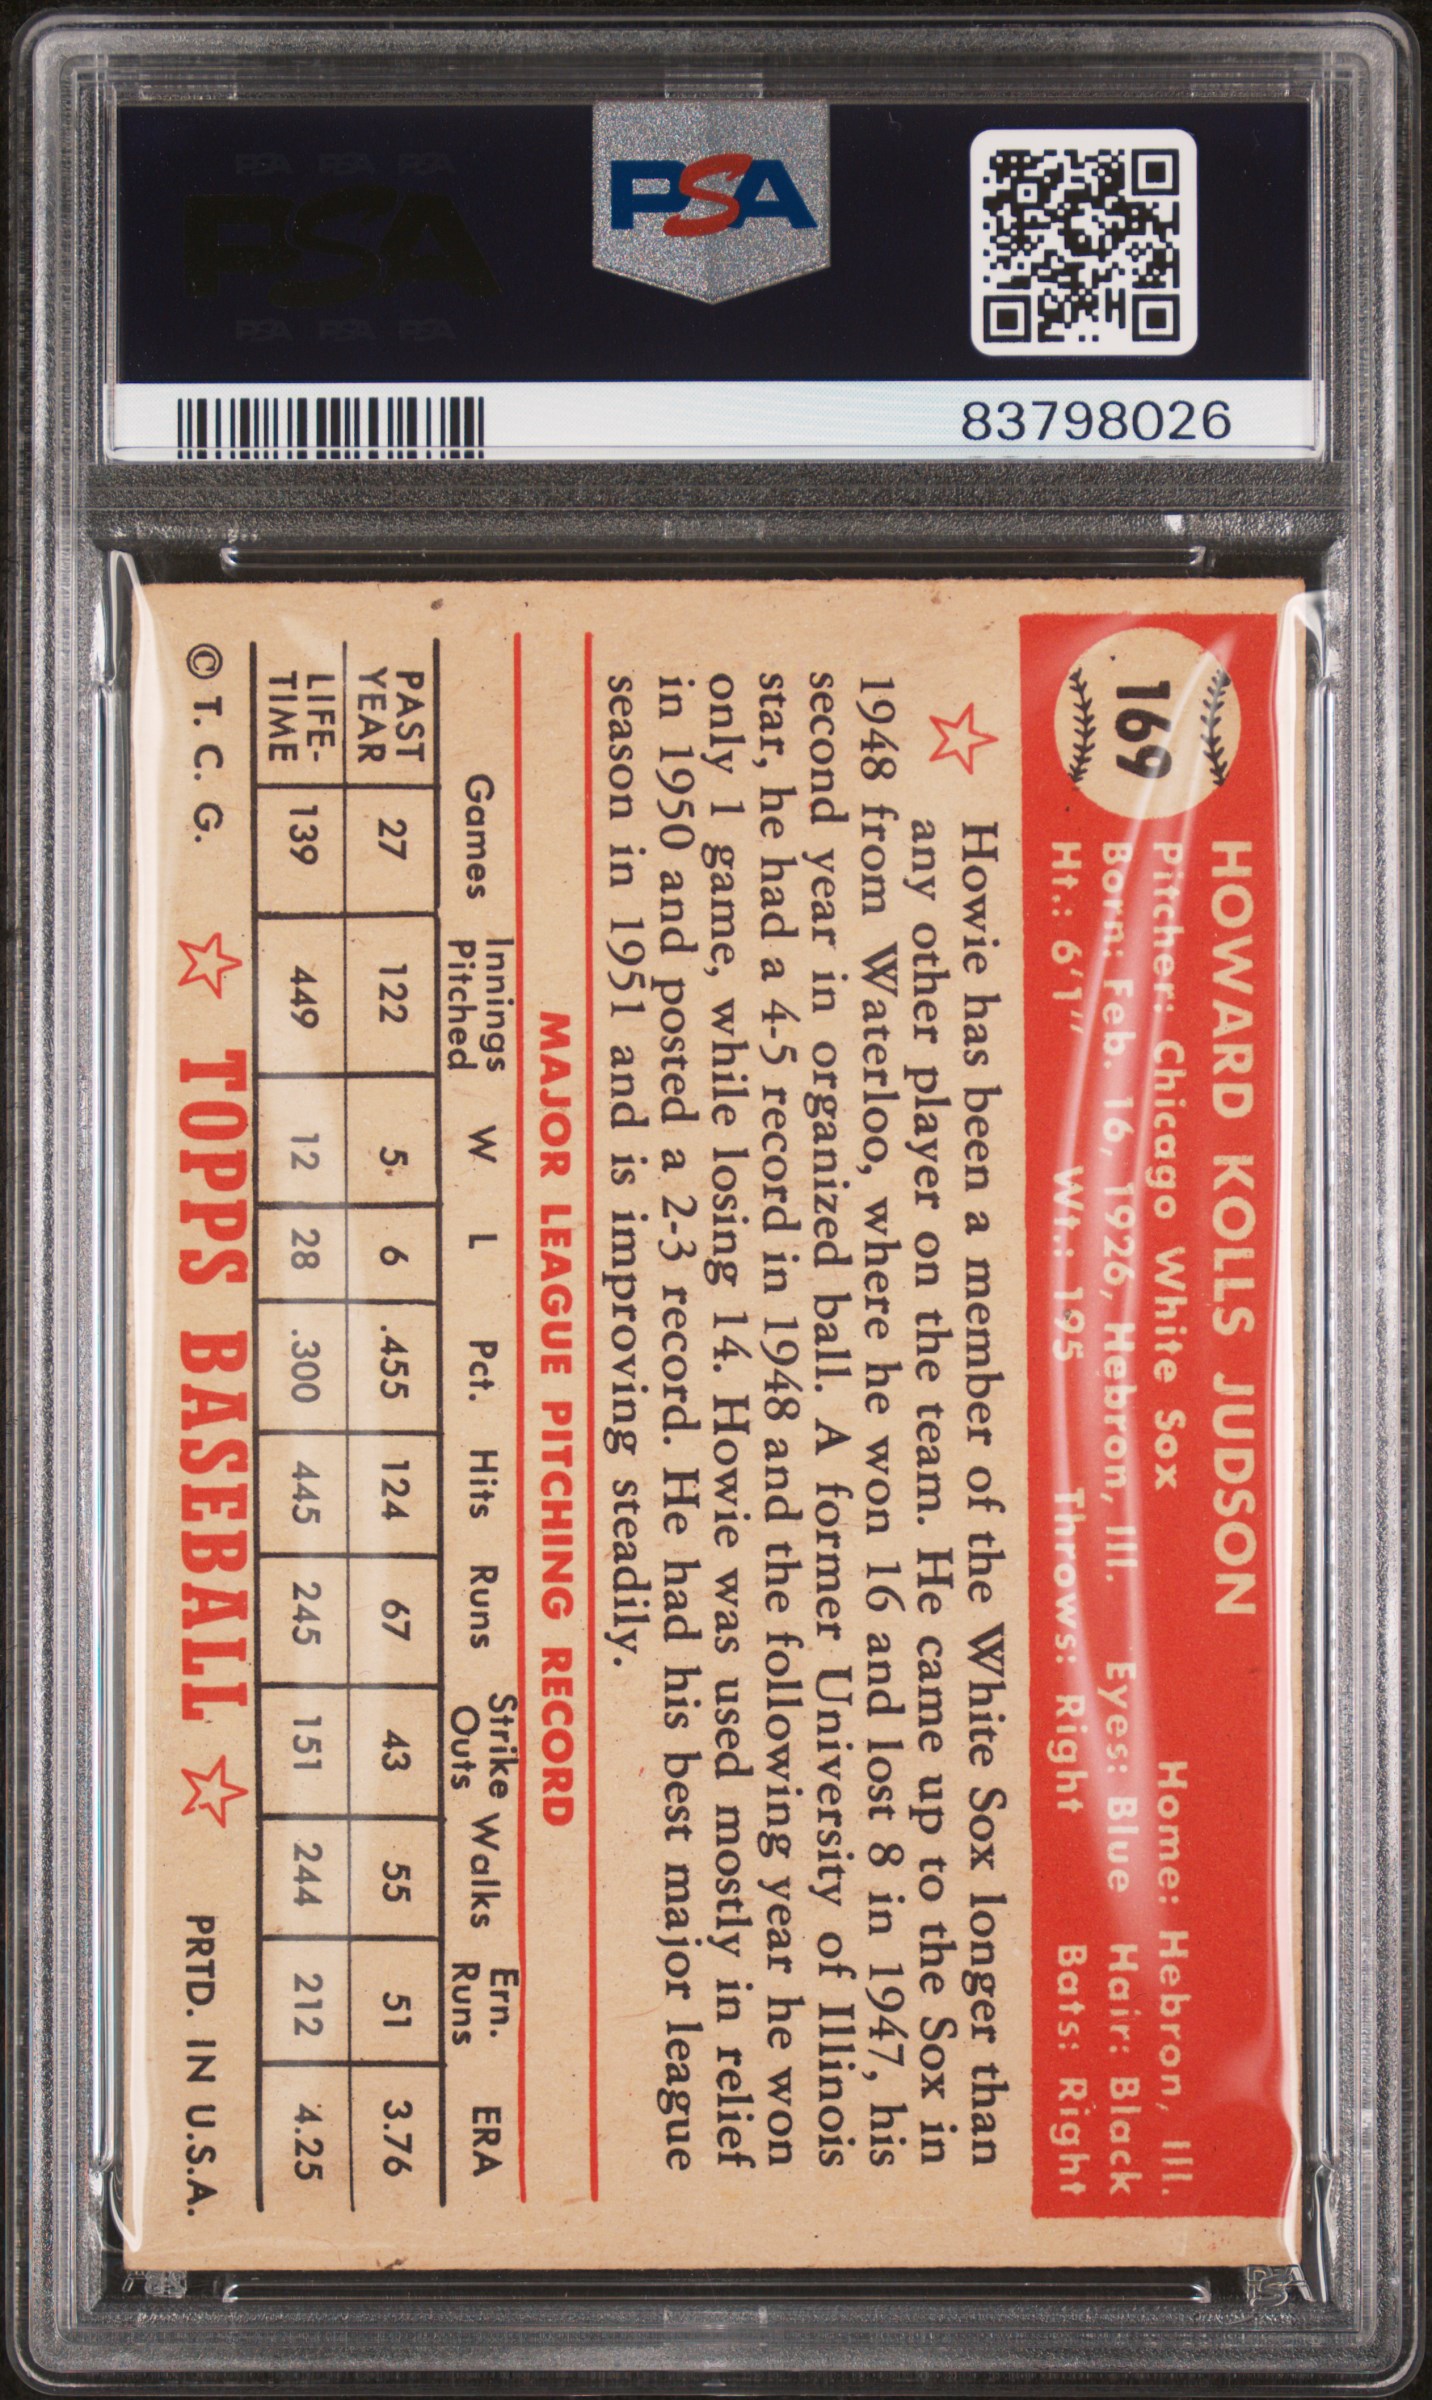 PSA PSA PSA
PSA
PSA PSA PSA
PSA
83798026
169
HOWARD KOLLS JUDSON
Pitcher: Chicago White Sox Home: Hebron, Ill.
Born: Feb. 16, 1926, Hebron, Ill. Eyes: Blue Hair: Black
Ht.: 6'1" Wt.: 195 Throws: Right Bats: Right
Howie has been a member of the White Sox longer than
any other player on the team. He came up to the Sox in
1948 from Waterloo, where he won 16 and lost 8 in 1947, his
second year in organized ball. A former University of Illinois
star, he had a 4-5 record in 1948 and the following year he won
only 1 game, while losing 14. Howie was used mostly in relief
in 1950 and posted a 2-3 record. He had his best major league
season in 1951 and is improving steadily.
MAJOR LEAGUE PITCHING RECORD
Games Innings Pitched W L Pct. Hits Runs Strike Outs Walks Ern. Runs ERA
PAST YEAR 27 122 5 6 .455 124 67 43 55 51 3.76
LIFE-TIME 139 449 12 28 .300 445 245 151 244 212 4.25
© T. C. G. TOPPS BASEBALL PRTD. IN U.S.A.
PSA
PSA